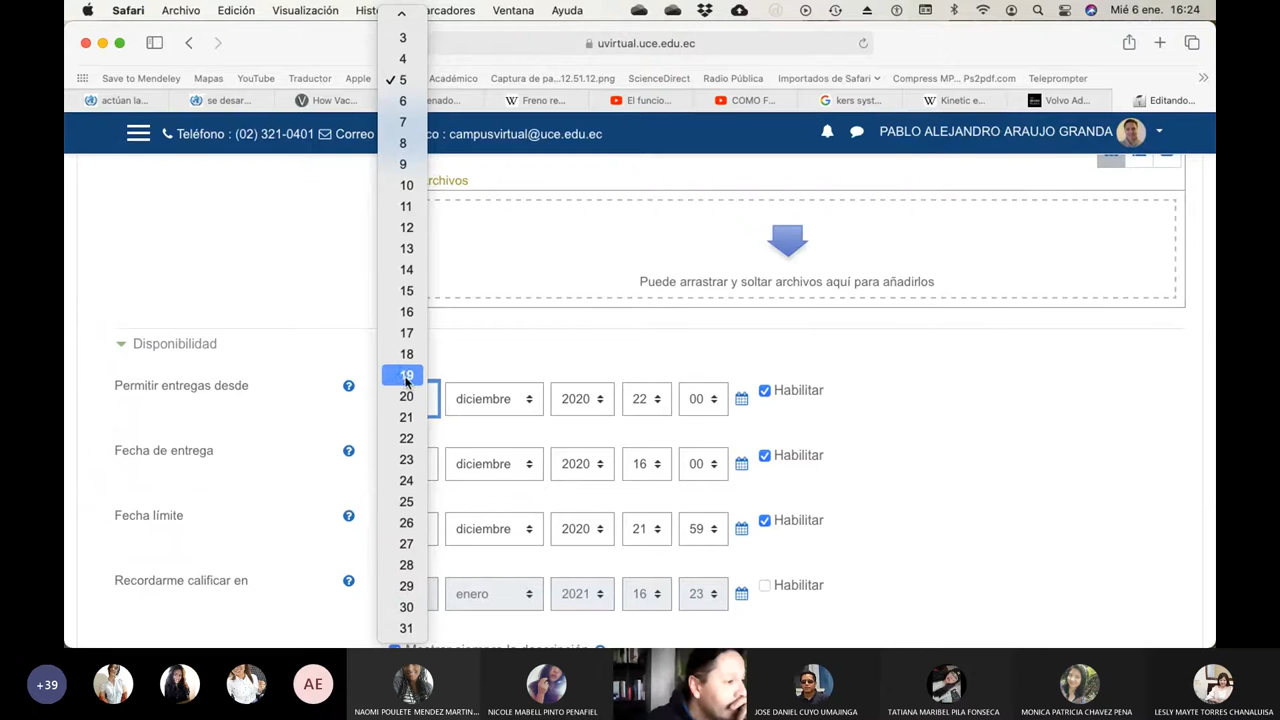 Safari Archivo Edición Visualización Hist arcadores Ventana Ayuda Mié 6 ene. 16:24
uvirtual.uce.edu.ec
Save to Mendeley Mapas YouTube Traductor Apple Académico Captura de pa...12.51.12.png ScienceDirect Radio Pública Importados de Safari Compress MP... Ps2pdf.com Teleprompter
actúan la... se desar... How Vac... enado... Freno re... El funcio... COMO F... kers syst... Kinetic e... Volvo Ad... Editando...
Teléfono : (02) 321-0401 Correo co : campusvirtual@uce.edu.ec PABLO ALEJANDRO ARAUJO GRANDA
rchivos
Puede arrastrar y soltar archivos aquí para añadirlos
Disponibilidad
Permitir entregas desde ? diciembre 2020 22 00 Habilitar
Fecha de entrega ? diciembre 2020 16 00 Habilitar
Fecha límite ? diciembre 2020 21 59 Habilitar
Recordarme calificar en ? enero 2021 16 23 Habilitar
3
4
✓ 5
6
7
8
9
10
11
12
13
14
15
16
17
18
19
20
21
22
23
24
25
26
27
28
29
30
31
+39 AE
NAOMI POULETE MENDEZ MARTIN... NICOLE MABELL PINTO PENAFIEL JOSE DANIEL CUYO UMAJINGA TATIANA MARIBEL PILA FONSECA MONICA PATRICIA CHAVEZ PENA LESLY MAYTE TORRES CHANALUISA